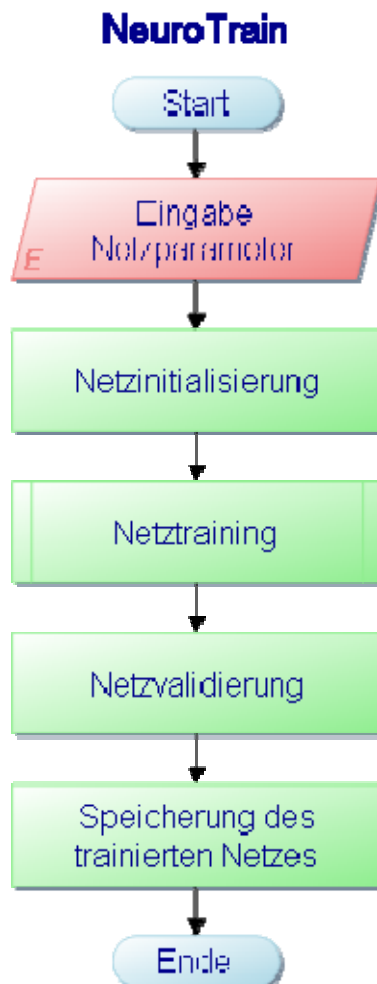 NeuroTrain
Start
Eingabe
Netzparameter
E
Netzinitialisierung
Netztraining
Netzvalidierung
Speicherung des
trainierten Netzes
Ende